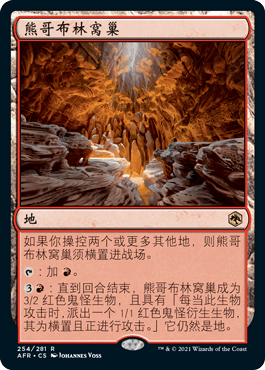 熊哥布林窝巢
地
如果你操控两个或更多其他地,则熊哥
布林窝巢须横置进战场。
:加。
3:直到回合结束,熊哥布林窝巢成为
3/2 红色鬼怪生物,且具有「每当此生物
攻击时,派出一个 1/1 红色鬼怪衍生生物,
其为横置且正进行攻击。」它仍然是地。
254/281 R
AFR • CS JOHANNES VOSS
™ & © 2021 Wizards of the Coast